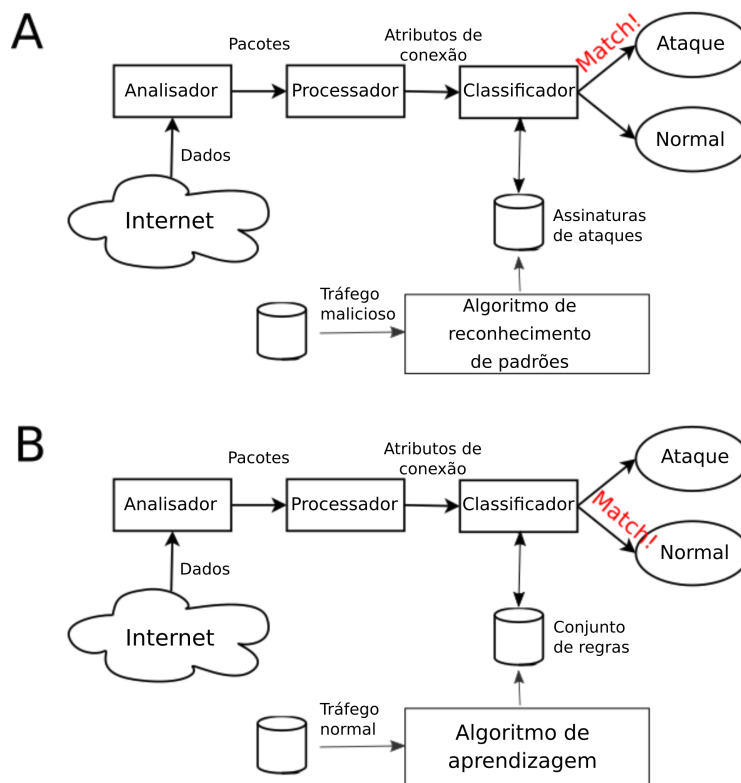 A
Pacotes
Atributos de
conexão
Match!
Ataque
Analisador
Processador
Classificador
Normal
Dados
Internet
Assinaturas
de ataques
Tráfego
malicioso
Algoritmo de
reconhecimento
de padrões
B
Pacotes
Atributos de
conexão
Ataque
Analisador
Processador
Classificador
Match!
Normal
Dados
Internet
Conjunto
de regras
Tráfego
normal
Algoritmo de
aprendizagem